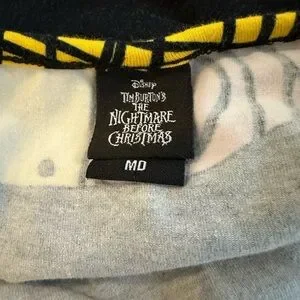 Disney
TIM BURTON'S
THE
NIGHTMARE
BEFORE
CHRISTMAS
MD